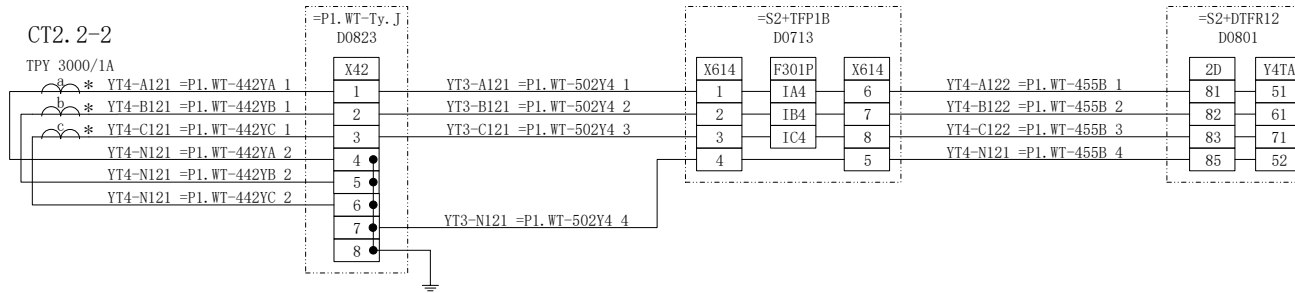 =P1.WT-Ty.J
D0823
=S2+TFP1B
D0713
=S2+DTFR12
D0801
CT2.2-2
TPY 3000/1A
X42
X614
F301P
X614
2D
Y4TA
a * YT4-A121 =P1.WT-442YA 1
1
YT3-A121 =P1.WT-502Y4 1
1
IA4
6
YT4-A122 =P1.WT-455B 1
81
51
b * YT4-B121 =P1.WT-442YB 1
2
YT3-B121 =P1.WT-502Y4 2
2
IB4
7
YT4-B122 =P1.WT-455B 2
82
61
c * YT4-C121 =P1.WT-442YC 1
3
YT3-C121 =P1.WT-502Y4 3
3
IC4
8
YT4-C122 =P1.WT-455B 3
83
71
YT4-N121 =P1.WT-442YA 2
4
4
5
YT4-N121 =P1.WT-455B 4
85
52
YT4-N121 =P1.WT-442YB 2
5
YT4-N121 =P1.WT-442YC 2
6
7
YT3-N121 =P1.WT-502Y4 4
8